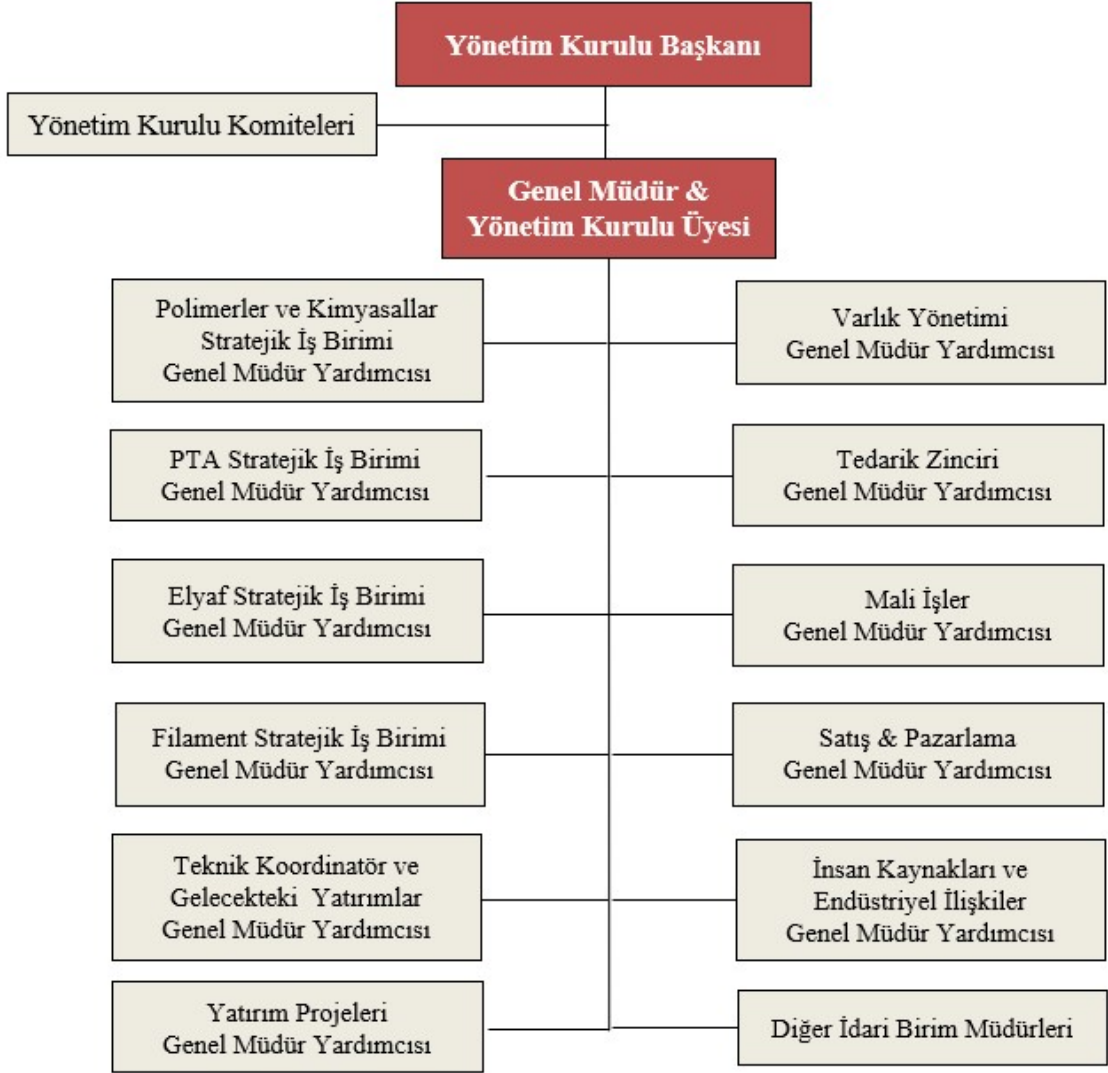 Yönetim Kurulu Başkanı
Yönetim Kurulu Komiteleri
Genel Müdür &
Yönetim Kurulu Üyesi
Polimerler ve Kimyasallar
Stratejik İş Birimi
Genel Müdür Yardımcısı
Varlık Yönetimi
Genel Müdür Yardımcısı
PTA Stratejik İş Birimi
Genel Müdür Yardımcısı
Tedarik Zinciri
Genel Müdür Yardımcısı
Elyaf Stratejik İş Birimi
Genel Müdür Yardımcısı
Mali İşler
Genel Müdür Yardımcısı
Filament Stratejik İş Birimi
Genel Müdür Yardımcısı
Satış & Pazarlama
Genel Müdür Yardımcısı
Teknik Koordinatör ve
Gelecekteki Yatırımlar
Genel Müdür Yardımcısı
İnsan Kaynakları ve
Endüstriyel İlişkiler
Genel Müdür Yardımcısı
Yatırım Projeleri
Genel Müdür Yardımcısı
Diğer İdari Birim Müdürleri